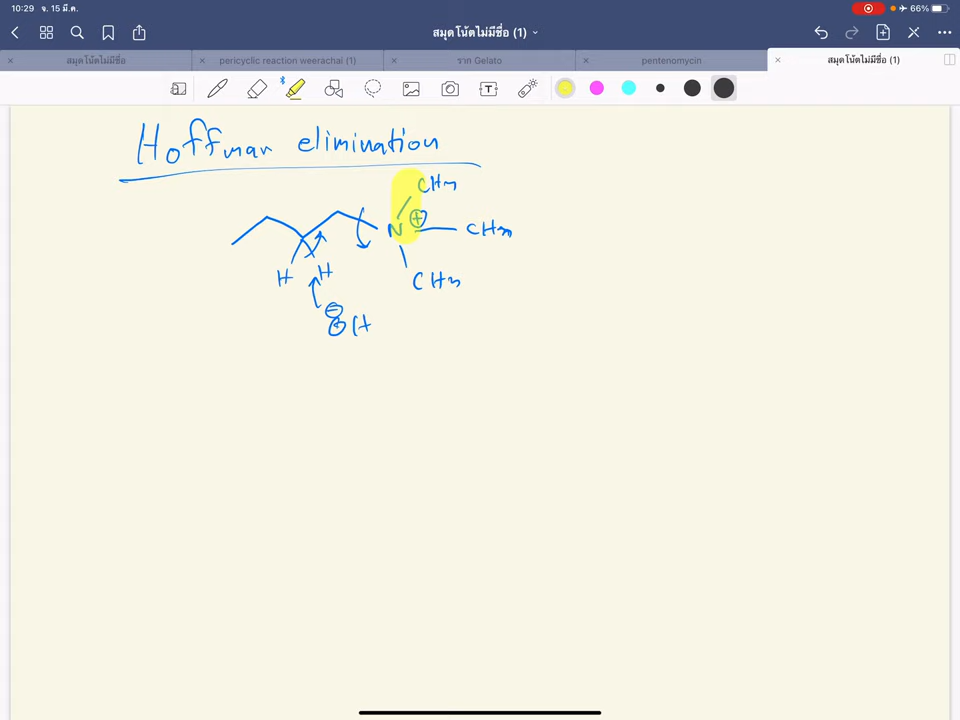 10:29 จ. 15 มี.ค.
66%
สมุดโน้ตไม่มีชื่อ (1)
สมุดโน้ตไม่มีชื่อ
pericyclic reaction weerachai (1)
ราก Gelato
pentenomycin
สมุดโน้ตไม่มีชื่อ (1)
T
Hoffman elimination
CH₃
N ⊕
CH₃
H H
CH₃
⊖
OH